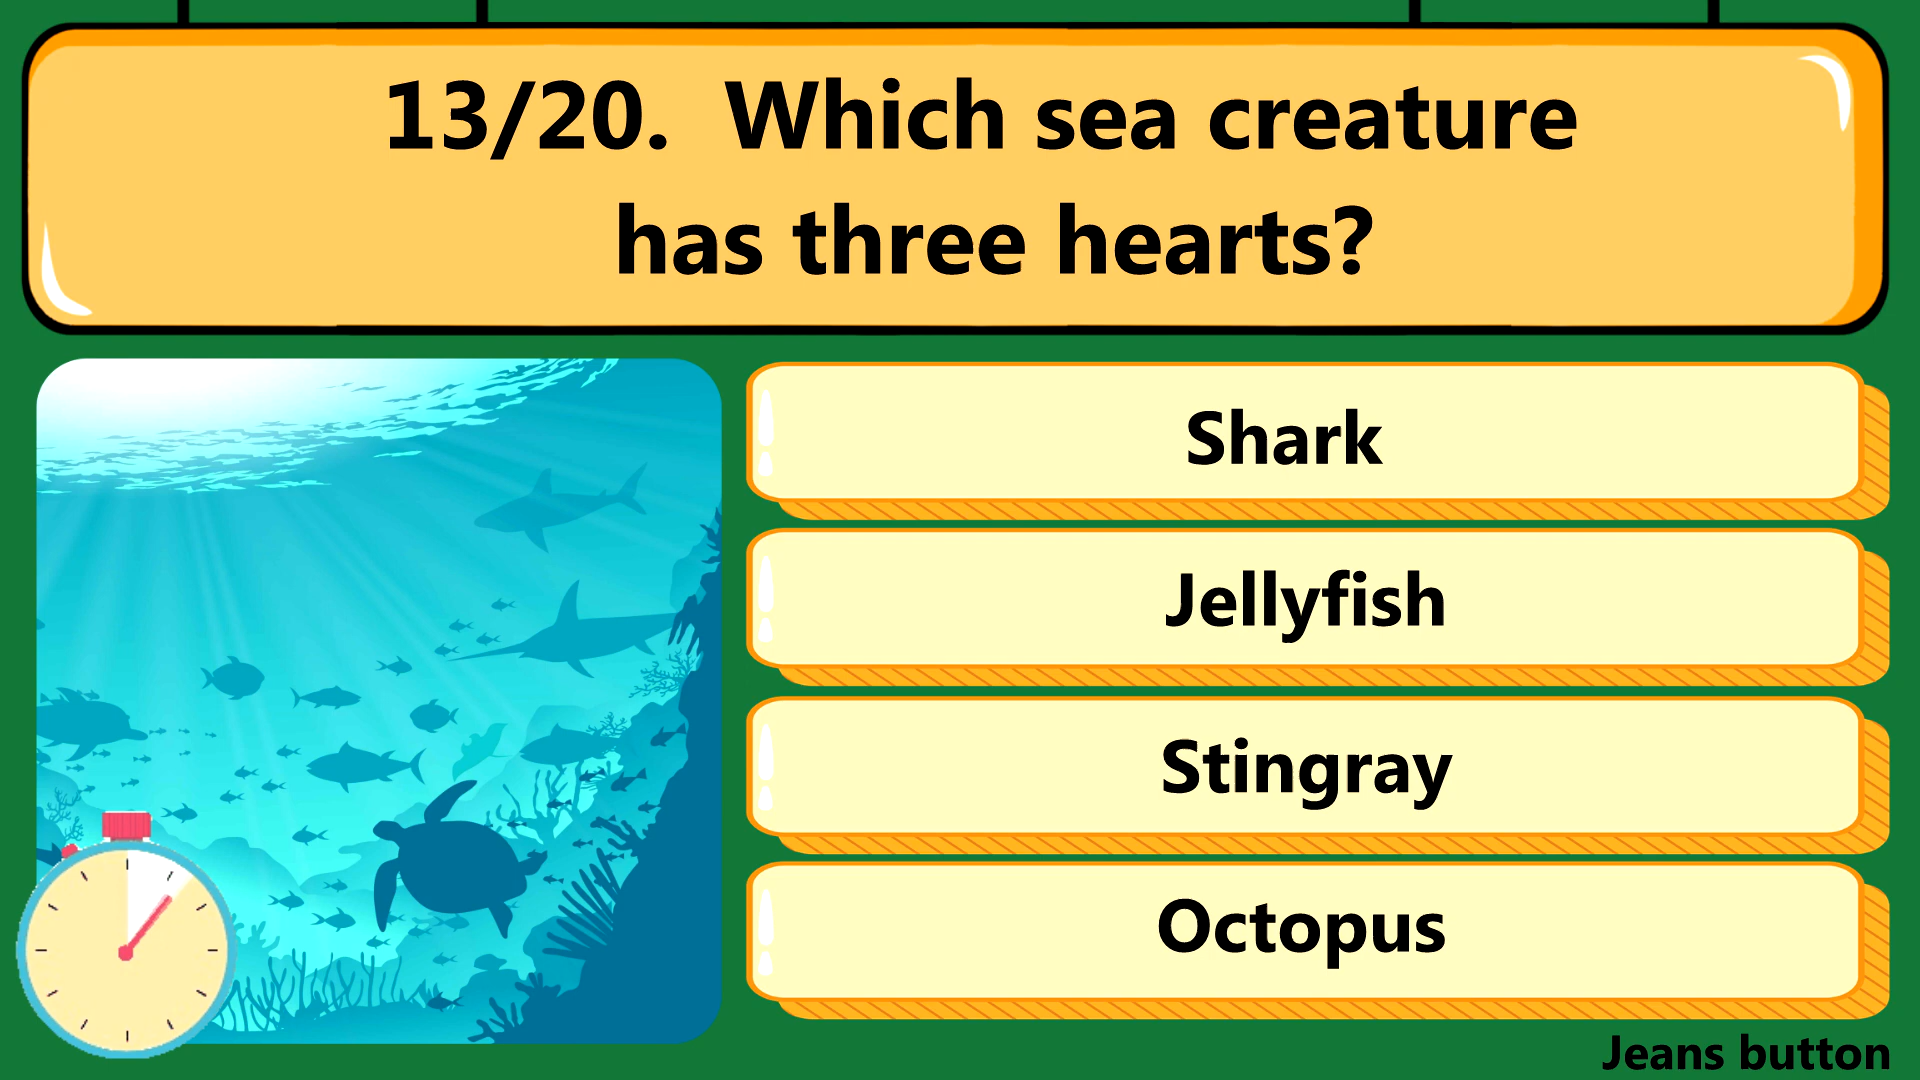 13/20.  Which sea creature
has three hearts?
Shark
Jellyfish
Stingray
Octopus
Jeans button